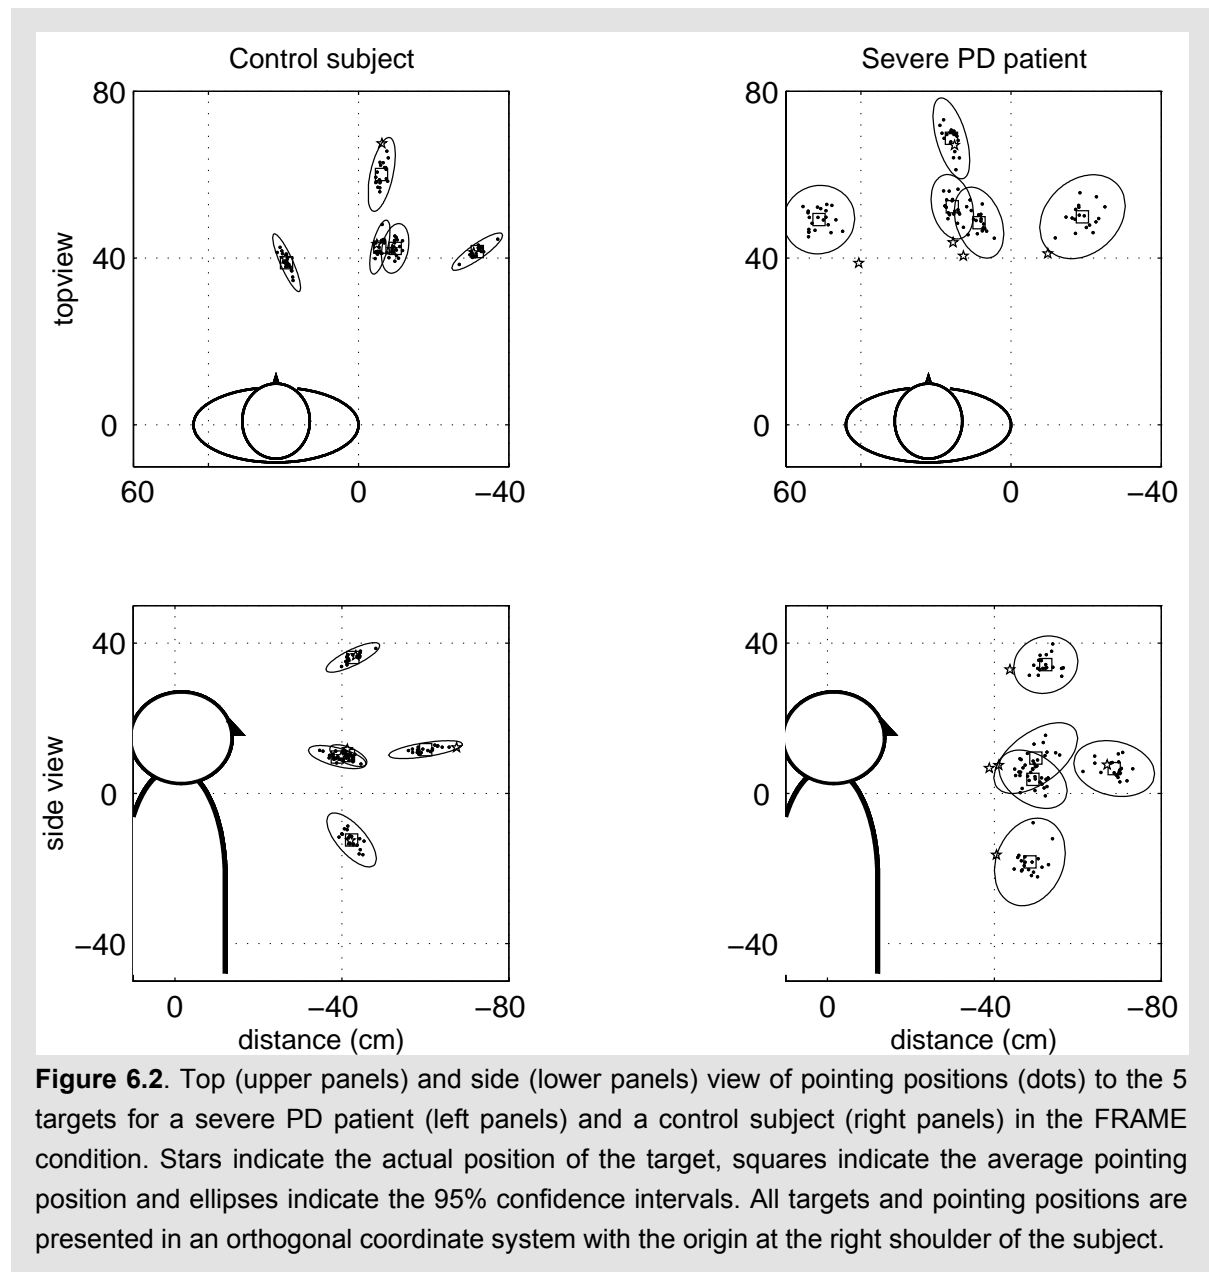 Control subject
Severe PD patient
80
40
0
60
0
−40
topview
80
40
0
60
0
−40
40
0
−40
0
−40
−80
side view
distance (cm)
40
0
−40
0
−40
−80
distance (cm)
Figure 6.2. Top (upper panels) and side (lower panels) view of pointing positions (dots) to the 5
targets for a severe PD patient (left panels) and a control subject (right panels) in the FRAME
condition. Stars indicate the actual position of the target, squares indicate the average pointing
position and ellipses indicate the 95% confidence intervals. All targets and pointing positions are
presented in an orthogonal coordinate system with the origin at the right shoulder of the subject.